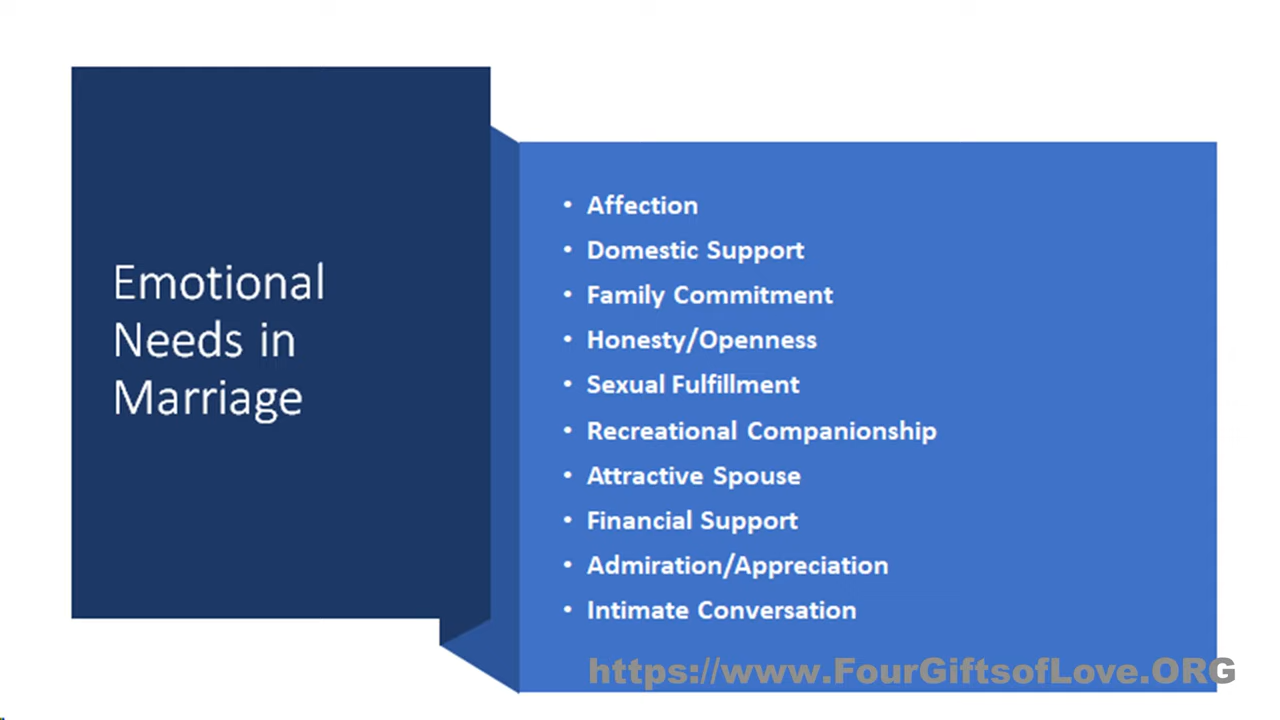 Emotional
Needs in
Marriage
• Affection
• Domestic Support
• Family Commitment
• Honesty/Openness
• Sexual Fulfillment
• Recreational Companionship
• Attractive Spouse
• Financial Support
• Admiration/Appreciation
• Intimate Conversation
https://www.FourGiftsofLove.ORG